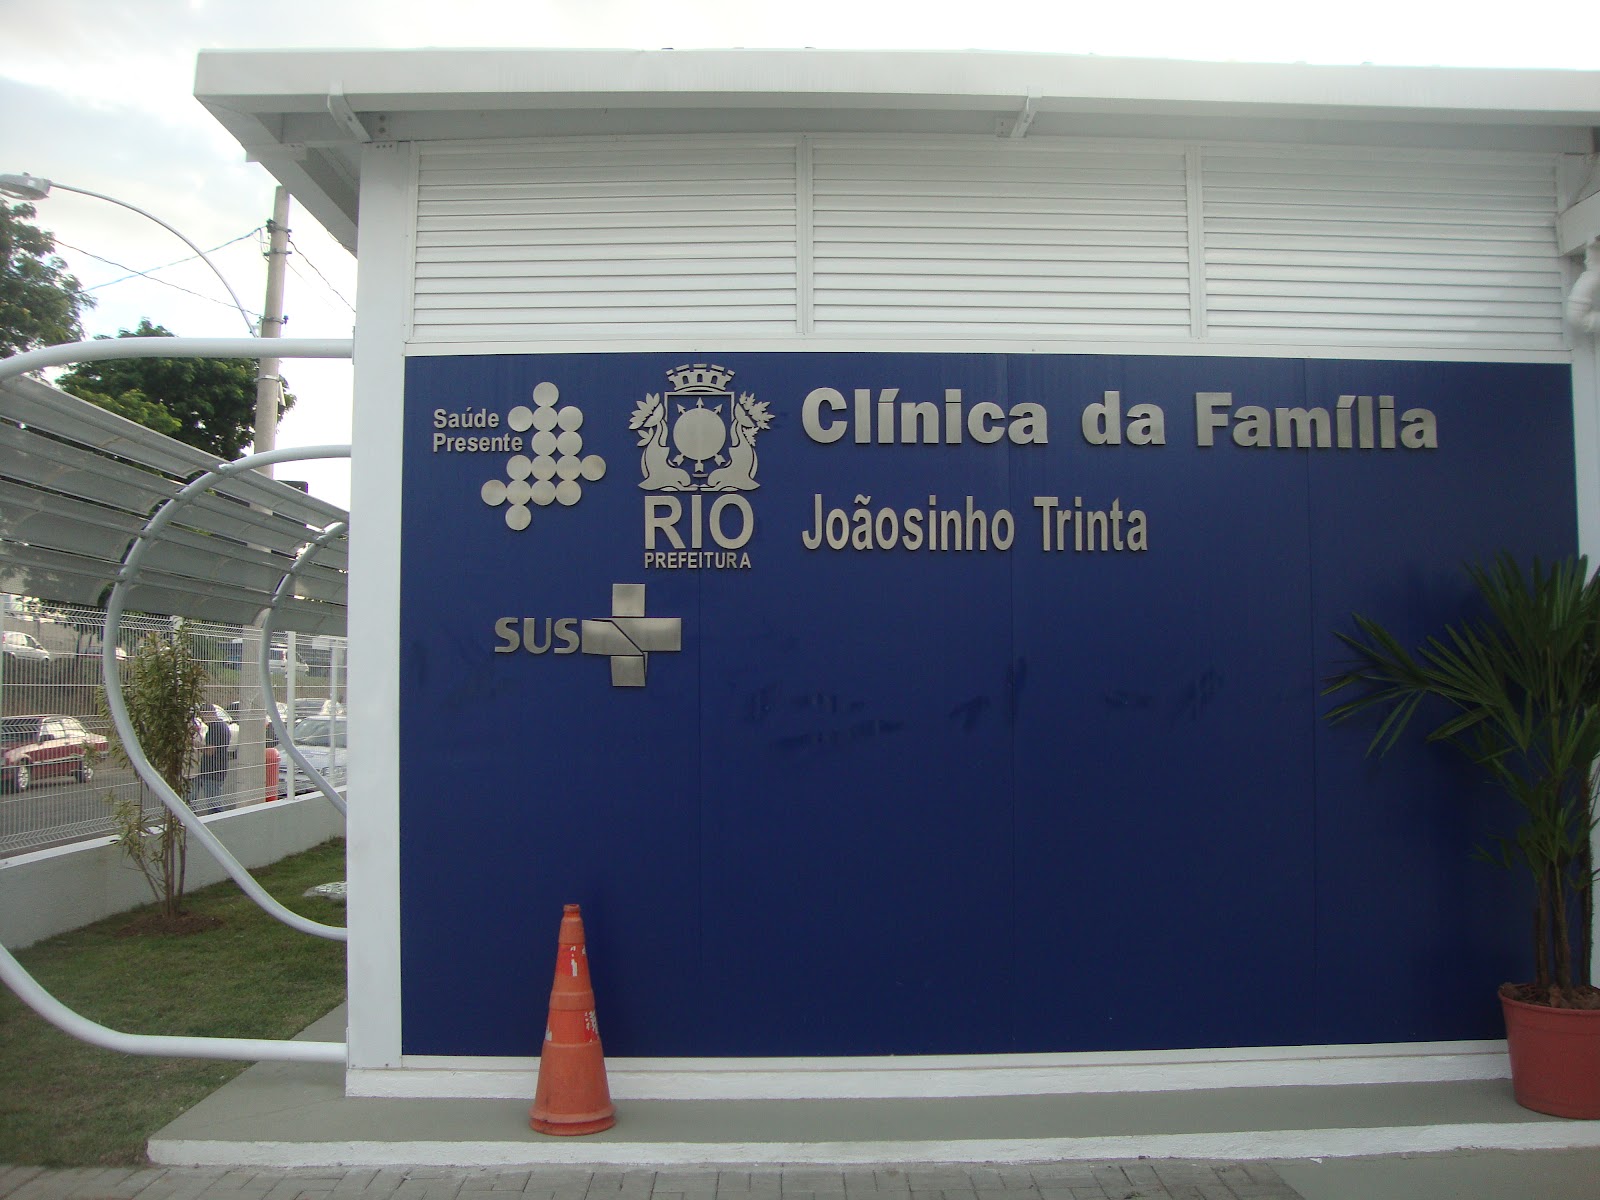 Saúde
Presente
RIO
PREFEITURA
Clínica da Família
Joãosinho Trinta
SUS